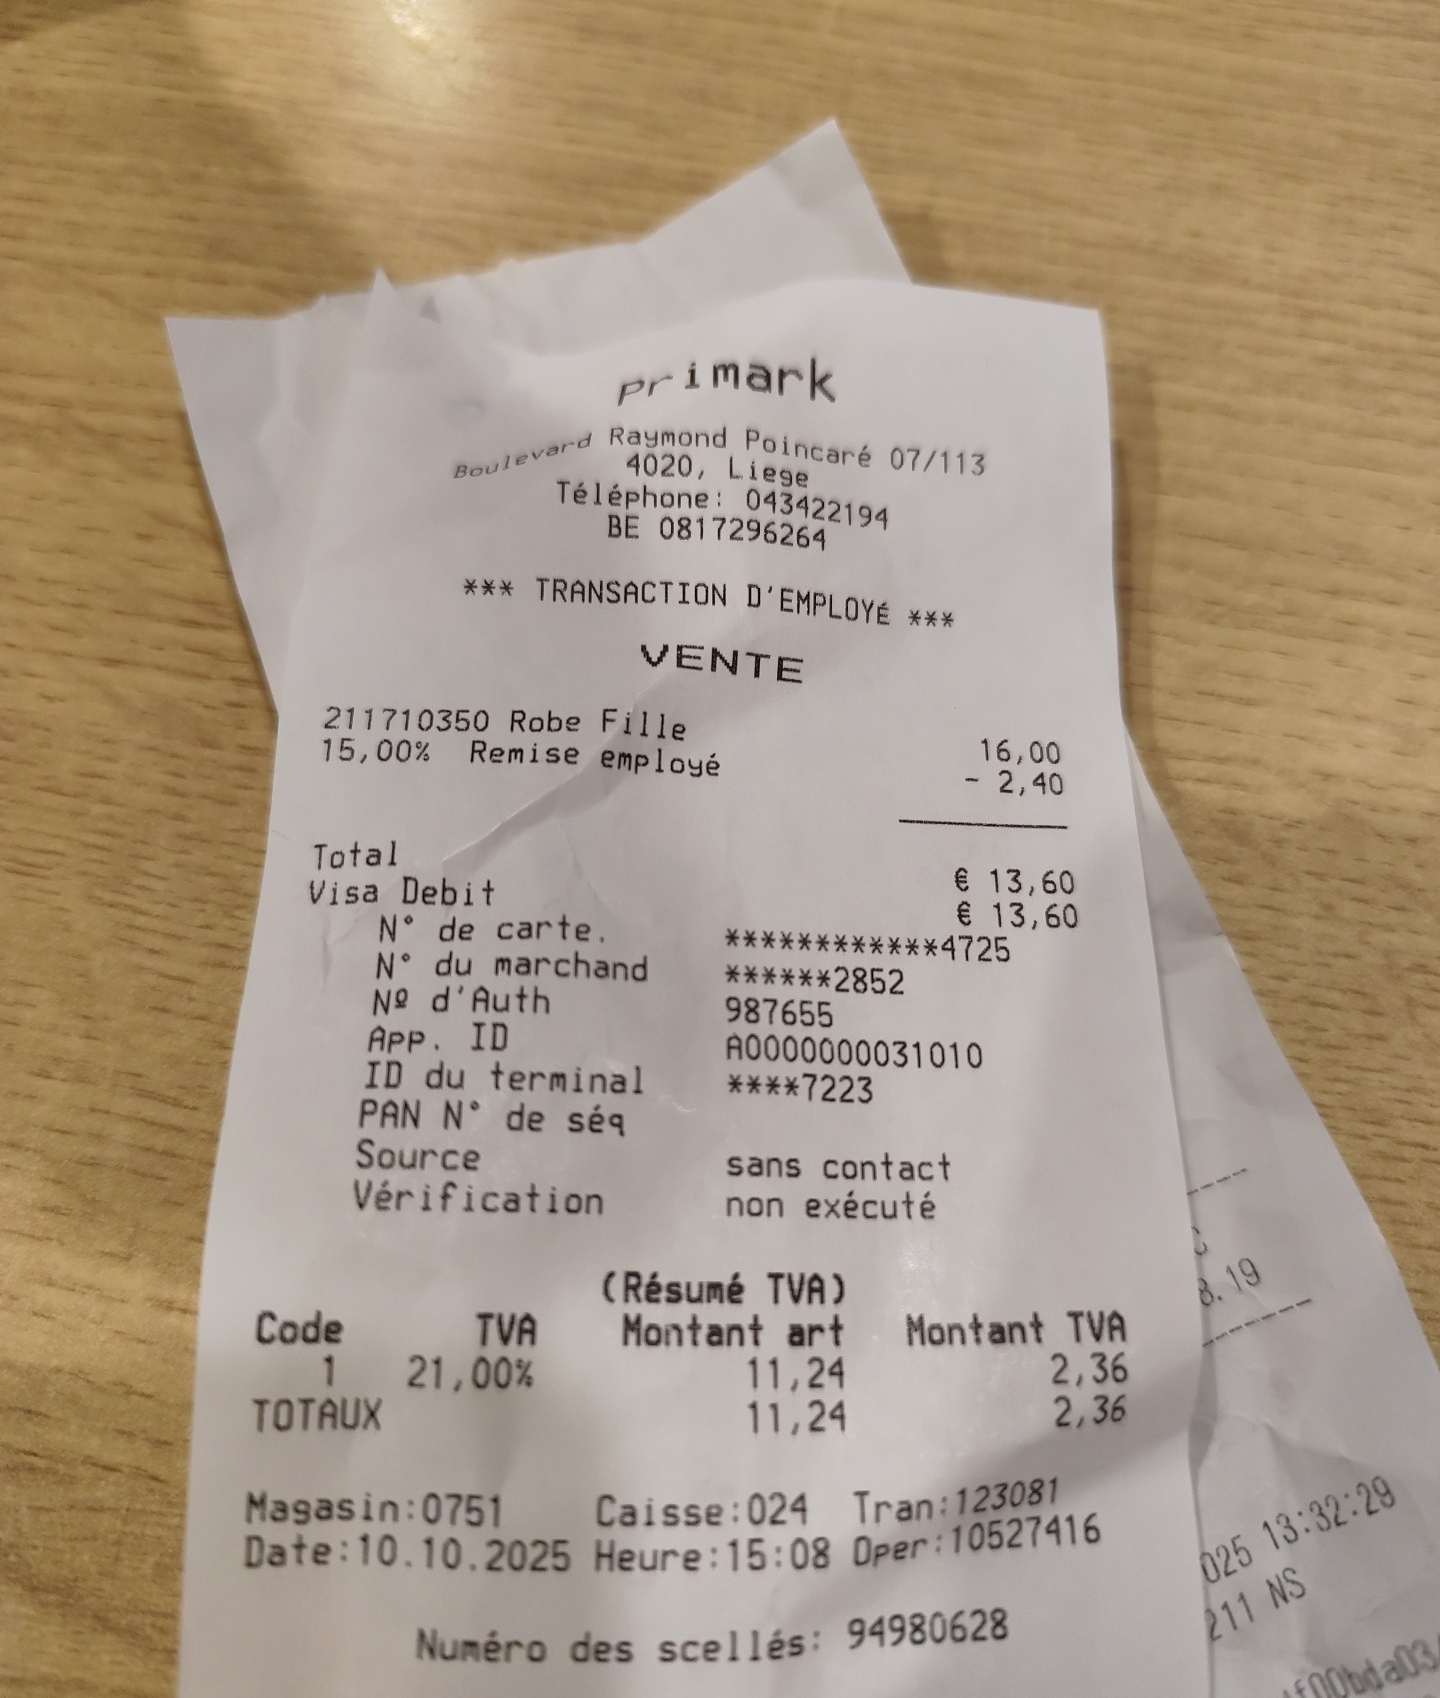 primark
Boulevard Raymond Poincaré 07/113
4020, Liege
Téléphone: 043422194
BE 0817296264
*** TRANSACTION D'EMPLOYÉ ***
VENTE
211710350 Robe Fille 16,00
15,00% Remise employé - 2,40
Total € 13,60
Visa Debit € 13,60
N° de carte. ************4725
N° du marchand ******2852
Nº d'Auth 987655
App. ID A0000000031010
ID du terminal ****7223
PAN N° de séq
Source sans contact
Vérification non exécuté
(Résumé TVA)
Code TVA Montant art Montant TVA
1 21,00% 11,24 2,36
TOTAUX 11,24 2,36
Magasin:0751 Caisse:024 Tran:123081
Date:10.10.2025 Heure:15:08 Oper:10527416
Numéro des scellés: 94980628
8.19
025 13:32:29
211 NS